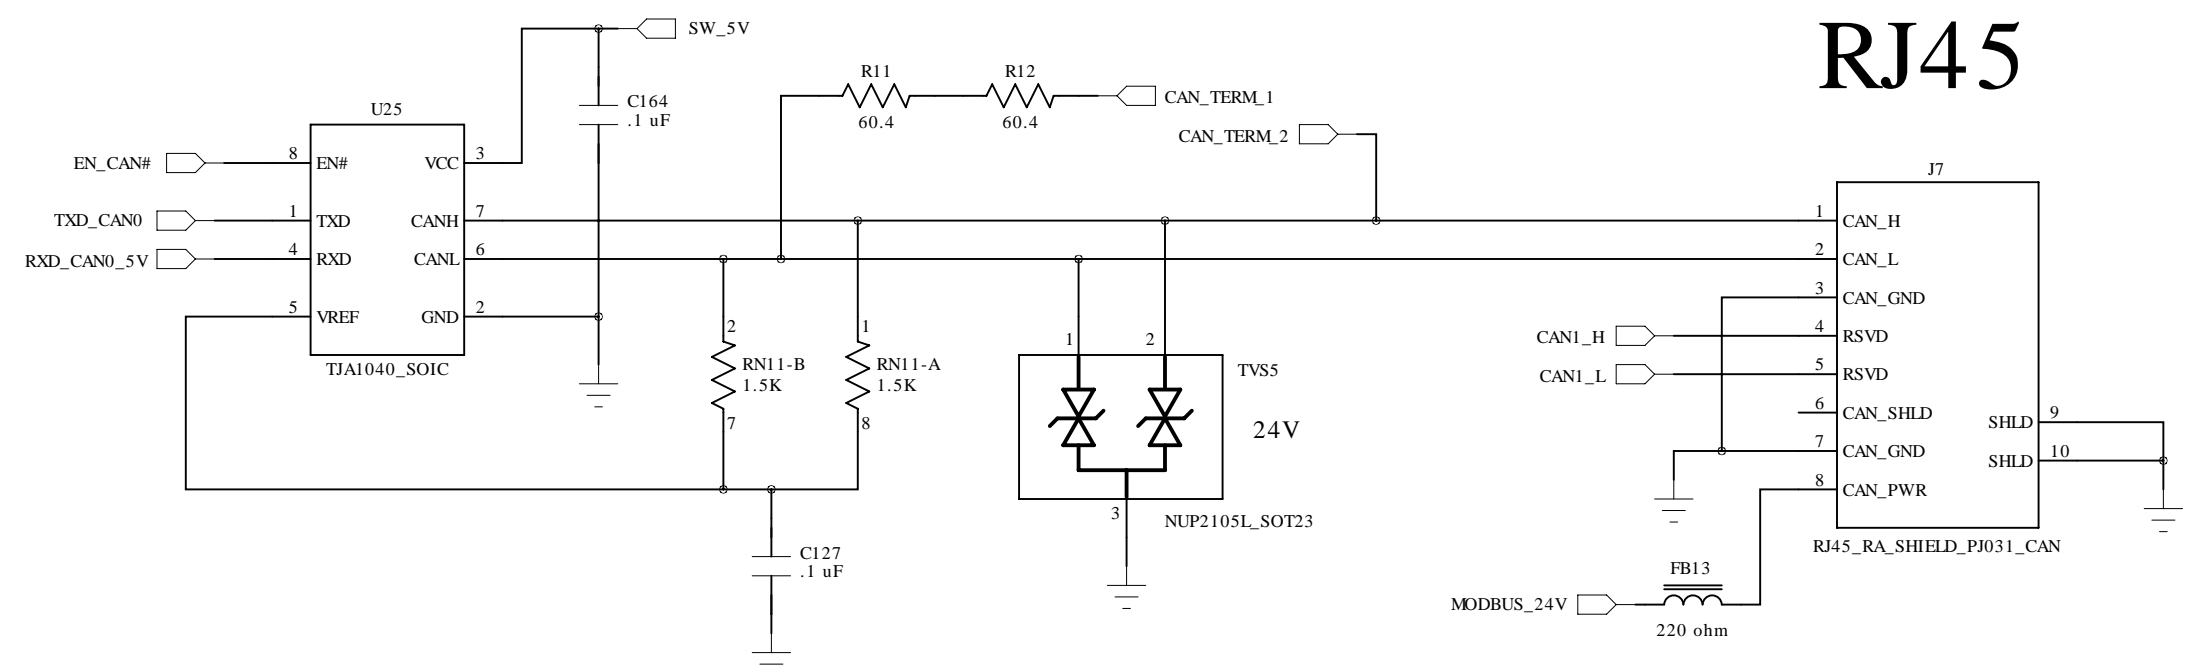 RJ45
SW_5V
R11
R12
CAN_TERM_1
60.4
60.4
C164
.1 uF
U25
CAN_TERM_2
EN_CAN#
8
EN#
VCC
3
J7
TXD_CAN0
1
TXD
CANH
7
1
CAN_H
RXD_CAN0_5V
4
RXD
CANL
6
2
CAN_L
3
CAN_GND
5
VREF
GND
2
CAN1_H
4
RSVD
TJA1040_SOIC
2
RN11-B
1.5K
7
1
RN11-A
1.5K
8
1
2
TVS5
24V
3
NUP2105L_SOT23
CAN1_L
5
RSVD
6
CAN_SHLD
SHLD
9
7
CAN_GND
SHLD
10
8
CAN_PWR
RJ45_RA_SHIELD_PJ031_CAN
C127
.1 uF
FB13
MODBUS_24V
220 ohm